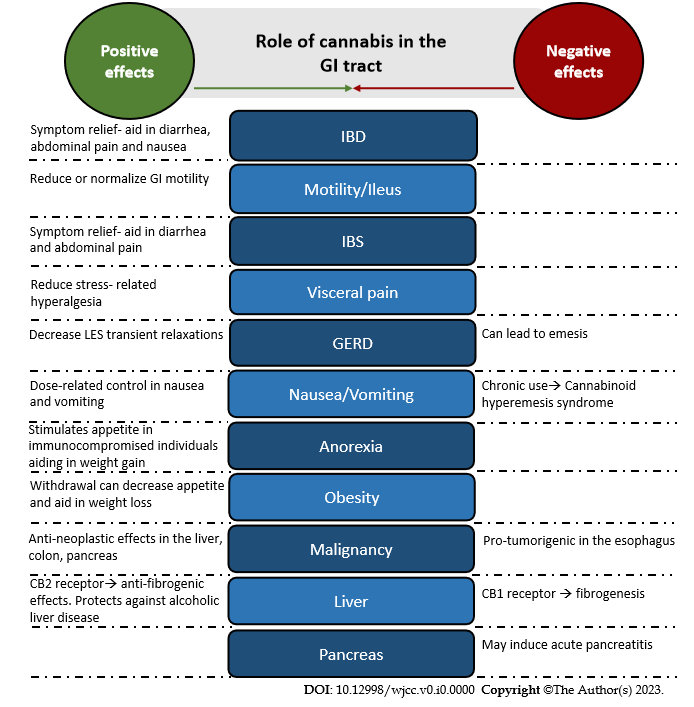 Positive
effects
Role of cannabis in the
GI tract
Negative
effects
Symptom relief- aid in diarrhea,
abdominal pain and nausea
IBD
Reduce or normalize GI motility
Motility/Ileus
Symptom relief- aid in diarrhea
and abdominal pain
IBS
Reduce stress- related
hyperalgesia
Visceral pain
Decrease LES transient relaxations
GERD
Can lead to emesis
Dose-related control in nausea
and vomiting
Nausea/Vomiting
Chronic use→ Cannabinoid
hyperemesis syndrome
Stimulates appetite in
immunocompromised individuals
aiding in weight gain
Anorexia
Withdrawal can decrease appetite
and aid in weight loss
Obesity
Anti-neoplastic effects in the liver,
colon, pancreas
Malignancy
Pro-tumorigenic in the esophagus
CB2 receptor→ anti-fibrogenic
effects. Protects against alcoholic
liver disease
Liver
CB1 receptor → fibrogenesis
Pancreas
May induce acute pancreatitis
DOI: 10.12998/wjcc.v0.i0.0000 Copyright ©The Author(s) 2023.